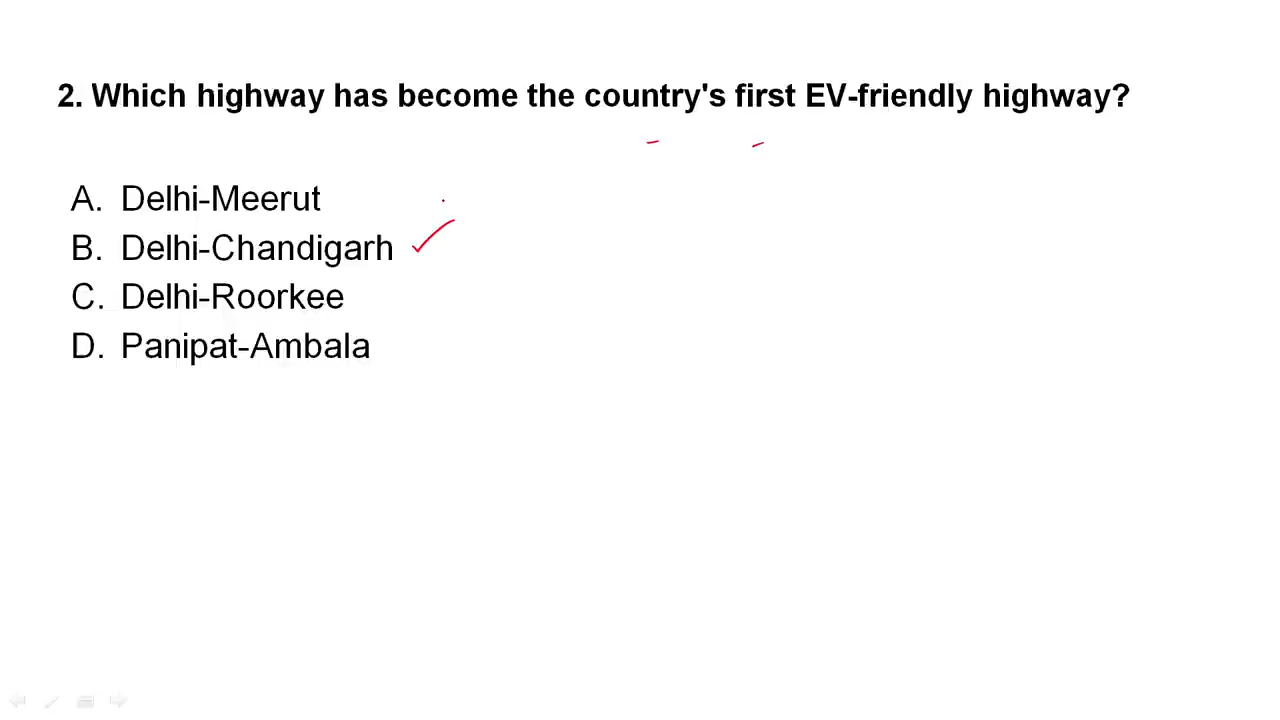 2. Which highway has become the country's first EV-friendly highway?
A. Delhi-Meerut
B. Delhi-Chandigarh
C. Delhi-Roorkee
D. Panipat-Ambala